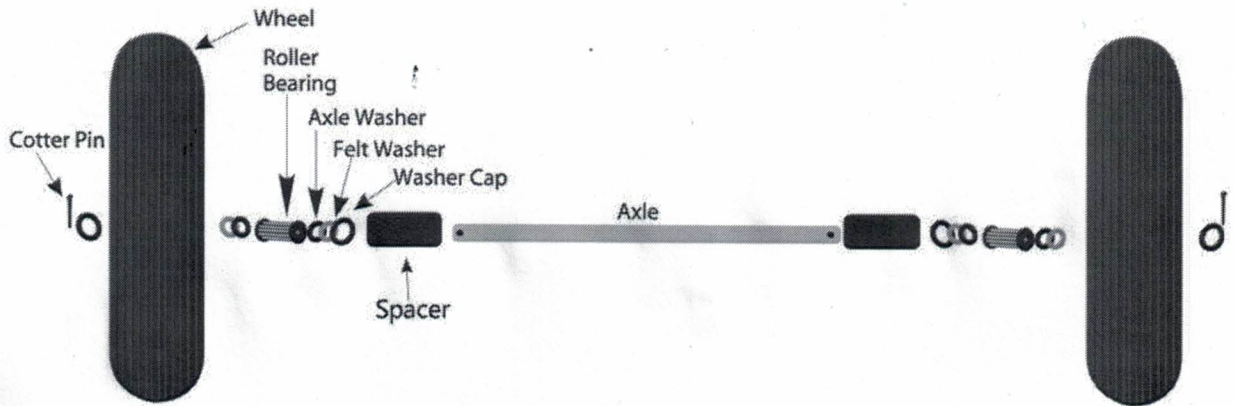 Wheel
Roller
Bearing
Axle Washer
Cotter Pin
Felt Washer
Washer Cap
Axle
Spacer